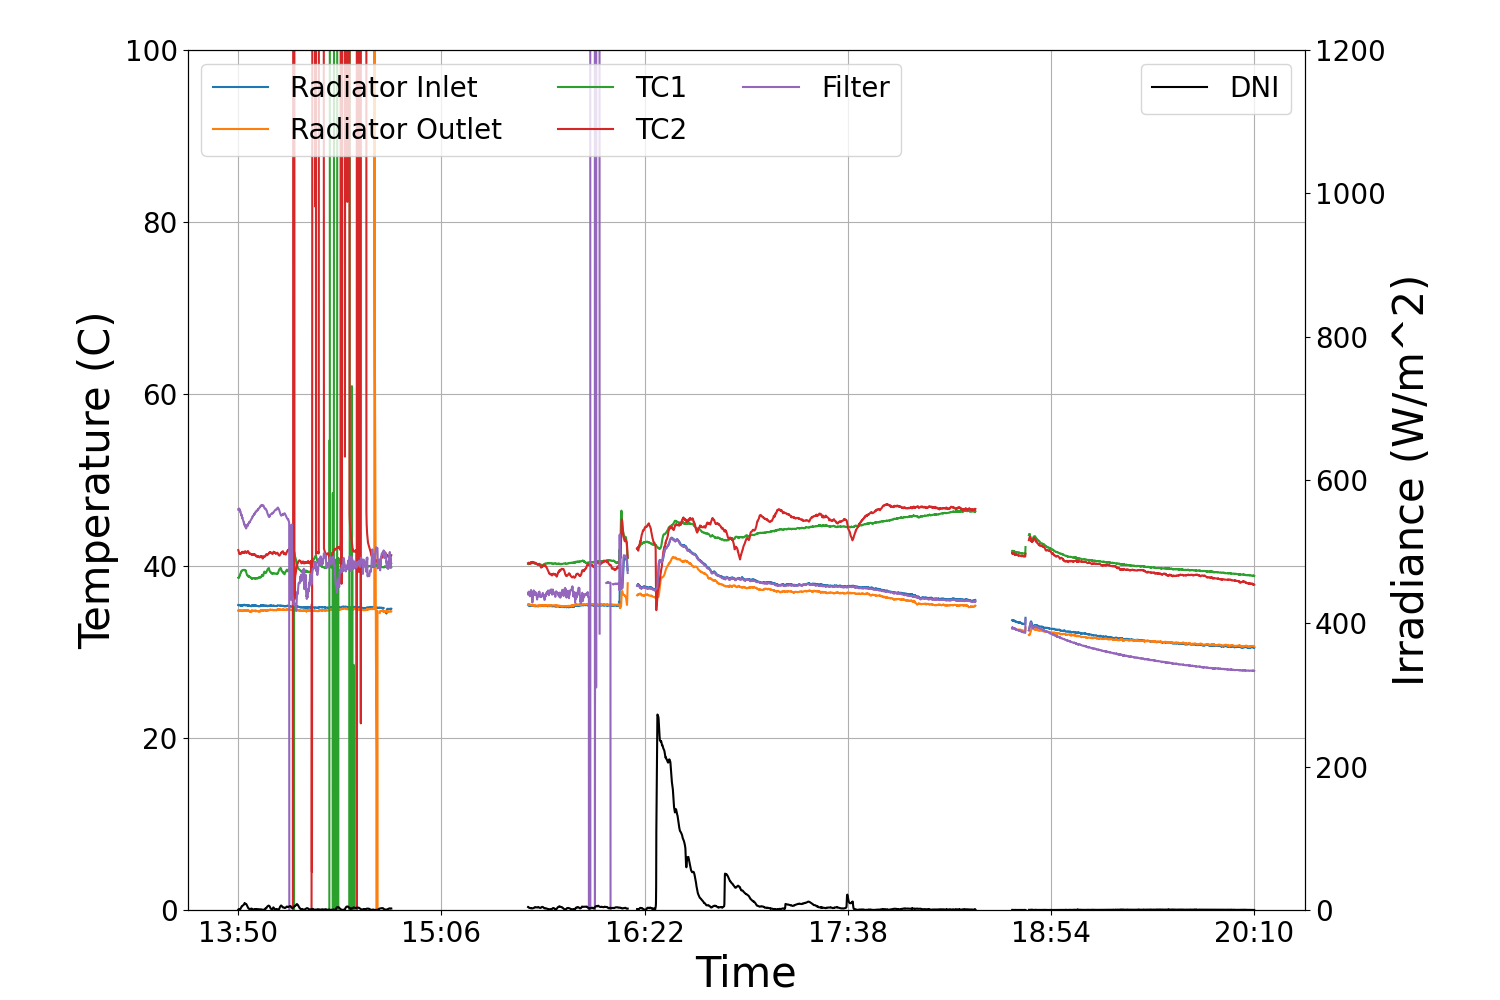 Radiator Inlet
Radiator Outlet
TC1
TC2
Filter
DNI
Temperature (C)
100
80
60
40
20
0
1200
1000
800
600
400
200
0
Irradiance (W/m^2)
13:50 15:06 16:22 17:38 18:54 20:10
Time